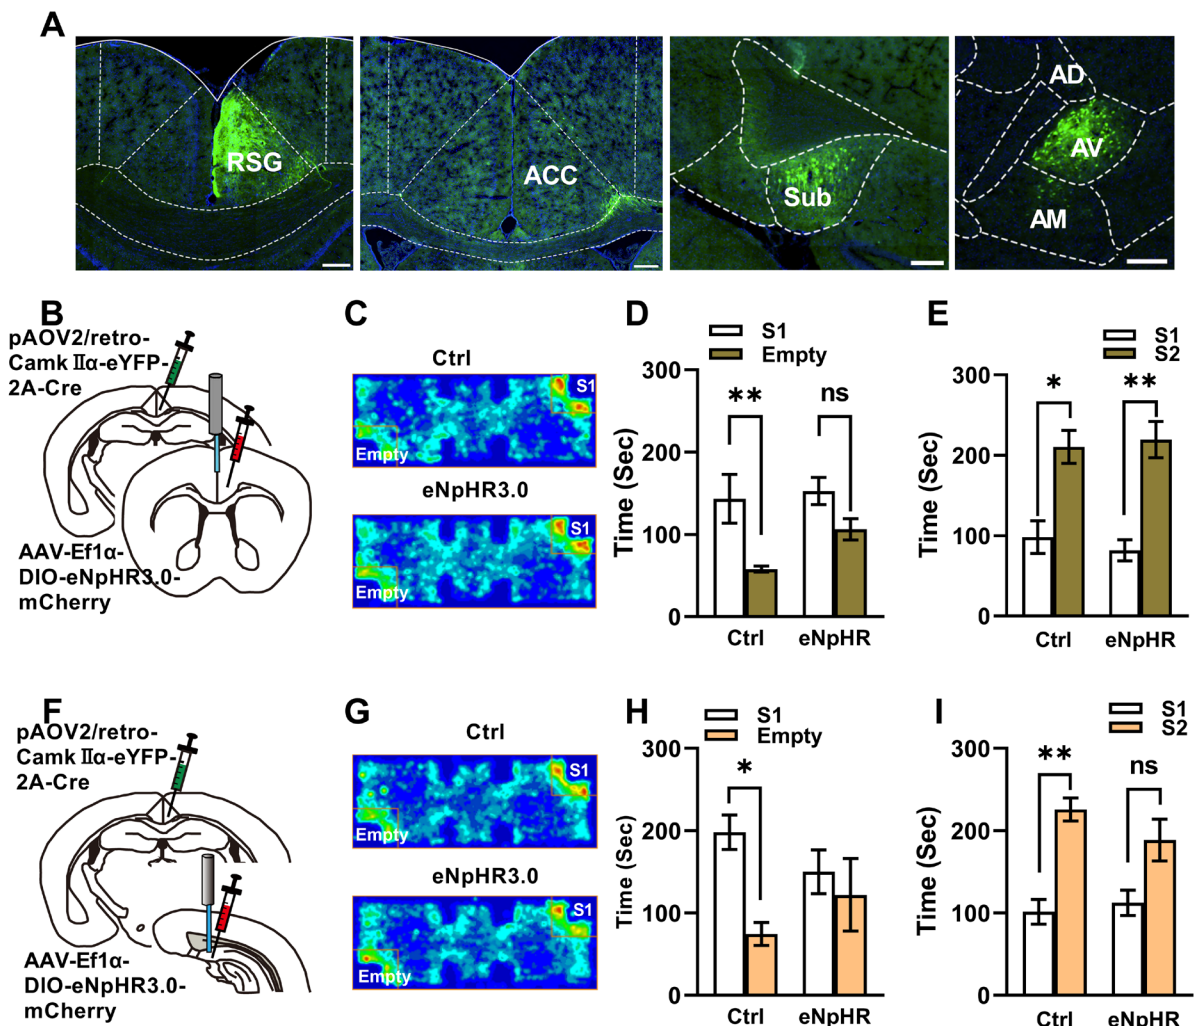 A
RSG
ACC
Sub
AD
AV
AM
B
pAOV2/retro-
Camk IIα-eYFP-
2A-Cre
AAV-Ef1α-
DIO-eNpHR3.0-
mCherry
C
Ctrl
S1
Empty
eNpHR3.0
S1
Empty
D
S1
Empty
Time (Sec)
300
200
100
0
**
ns
Ctrl
eNpHR
E
S1
S2
Time (Sec)
300
200
100
0
*
**
Ctrl
eNpHR
F
pAOV2/retro-
Camk IIα-eYFP-
2A-Cre
AAV-Ef1α-
DIO-eNpHR3.0-
mCherry
G
Ctrl
S1
Empty
eNpHR3.0
S1
Empty
H
S1
Empty
Time (Sec)
300
200
100
0
*
Ctrl
eNpHR
I
S1
S2
Time (Sec)
300
200
100
0
**
ns
Ctrl
eNpHR